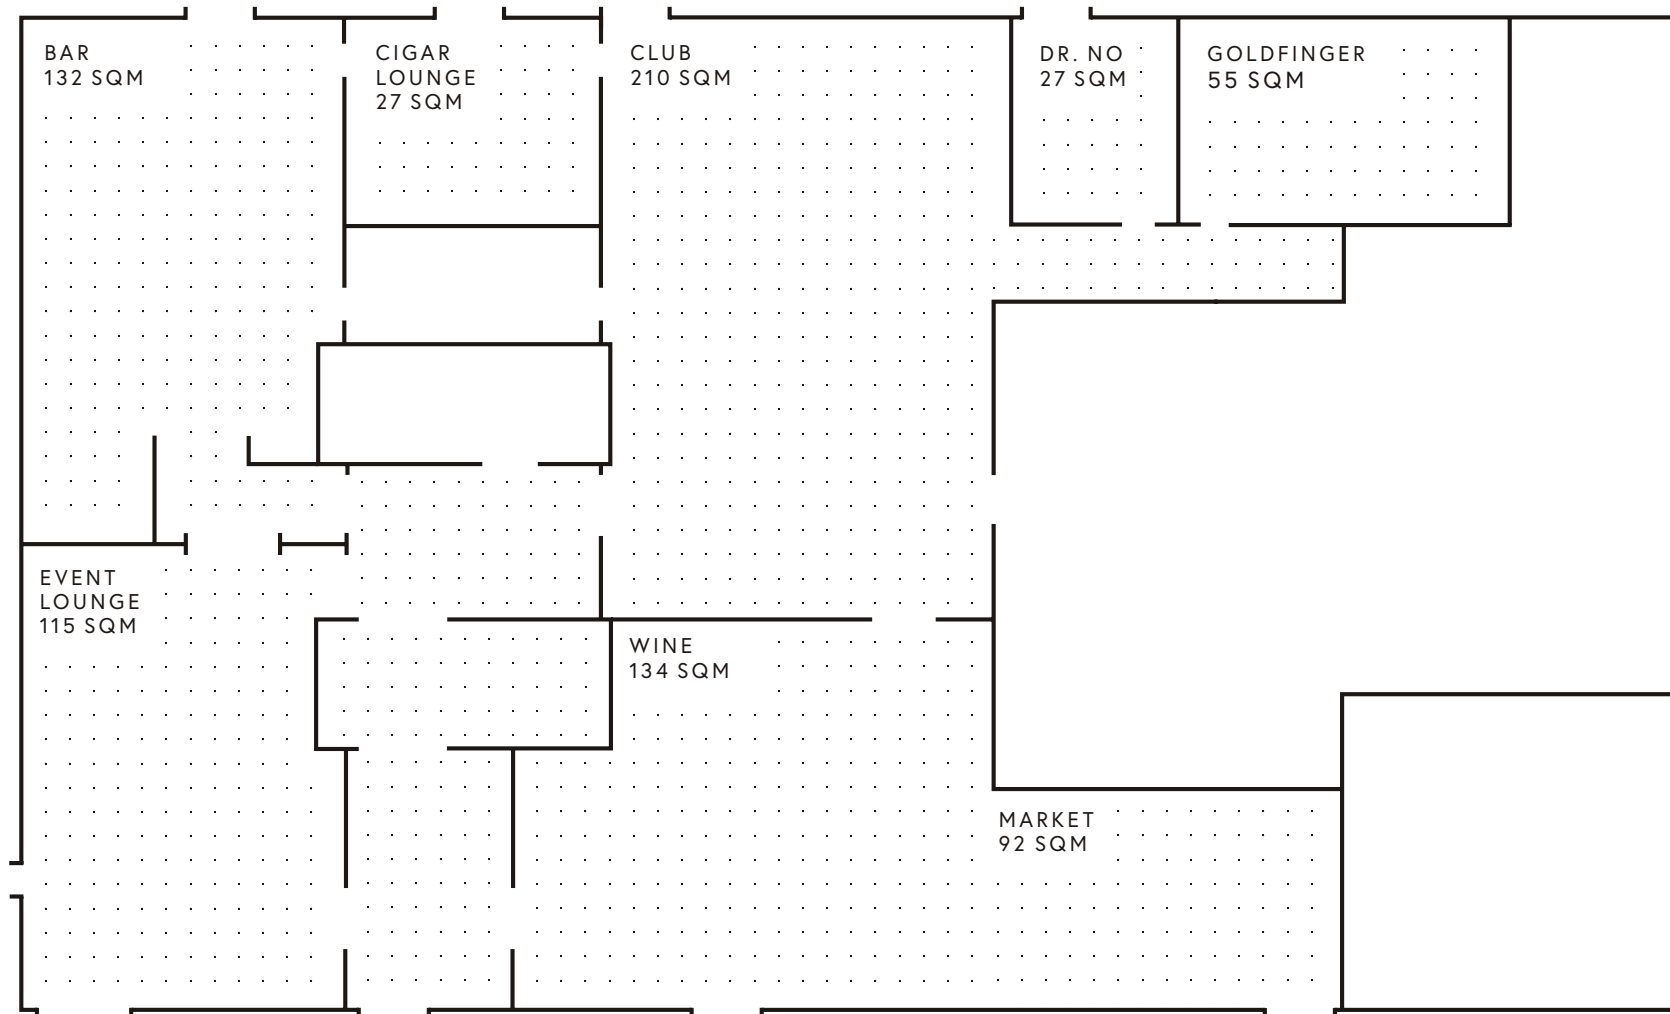 BAR
132 SQM
CIGAR
LOUNGE
27 SQM
CLUB
210 SQM
DR. NO
27 SQM
GOLDFINGER
55 SQM
EVENT
LOUNGE
115 SQM
WINE
134 SQM
MARKET
92 SQM